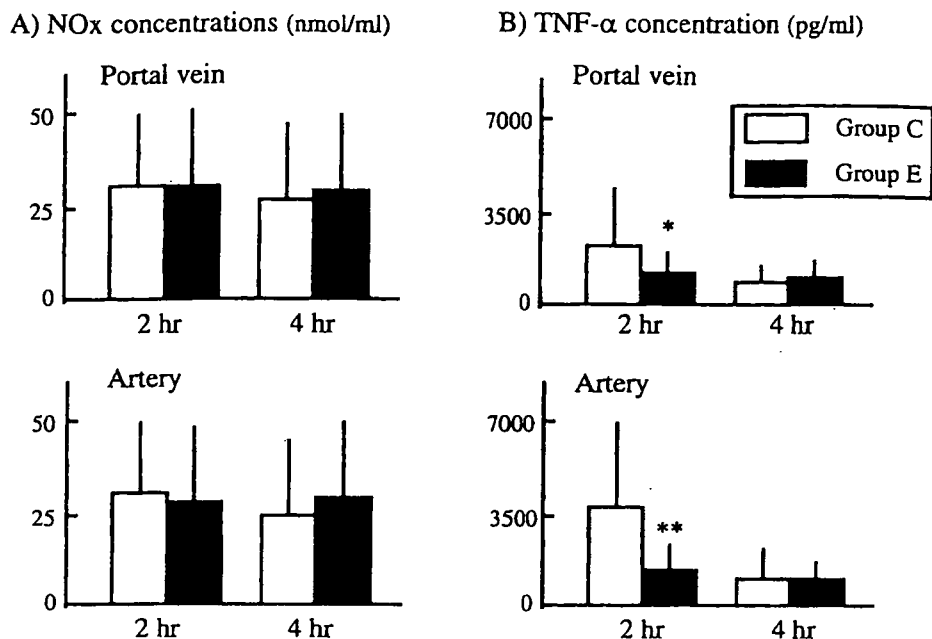 A) NOx concentrations (nmol/ml)
Portal vein
50
25
0
2 hr
4 hr
Artery
50
25
0
2 hr
4 hr
B) TNF-α concentration (pg/ml)
Portal vein
7000
3500
0
*
2 hr
4 hr
Group C
Group E
Artery
7000
3500
0
**
2 hr
4 hr